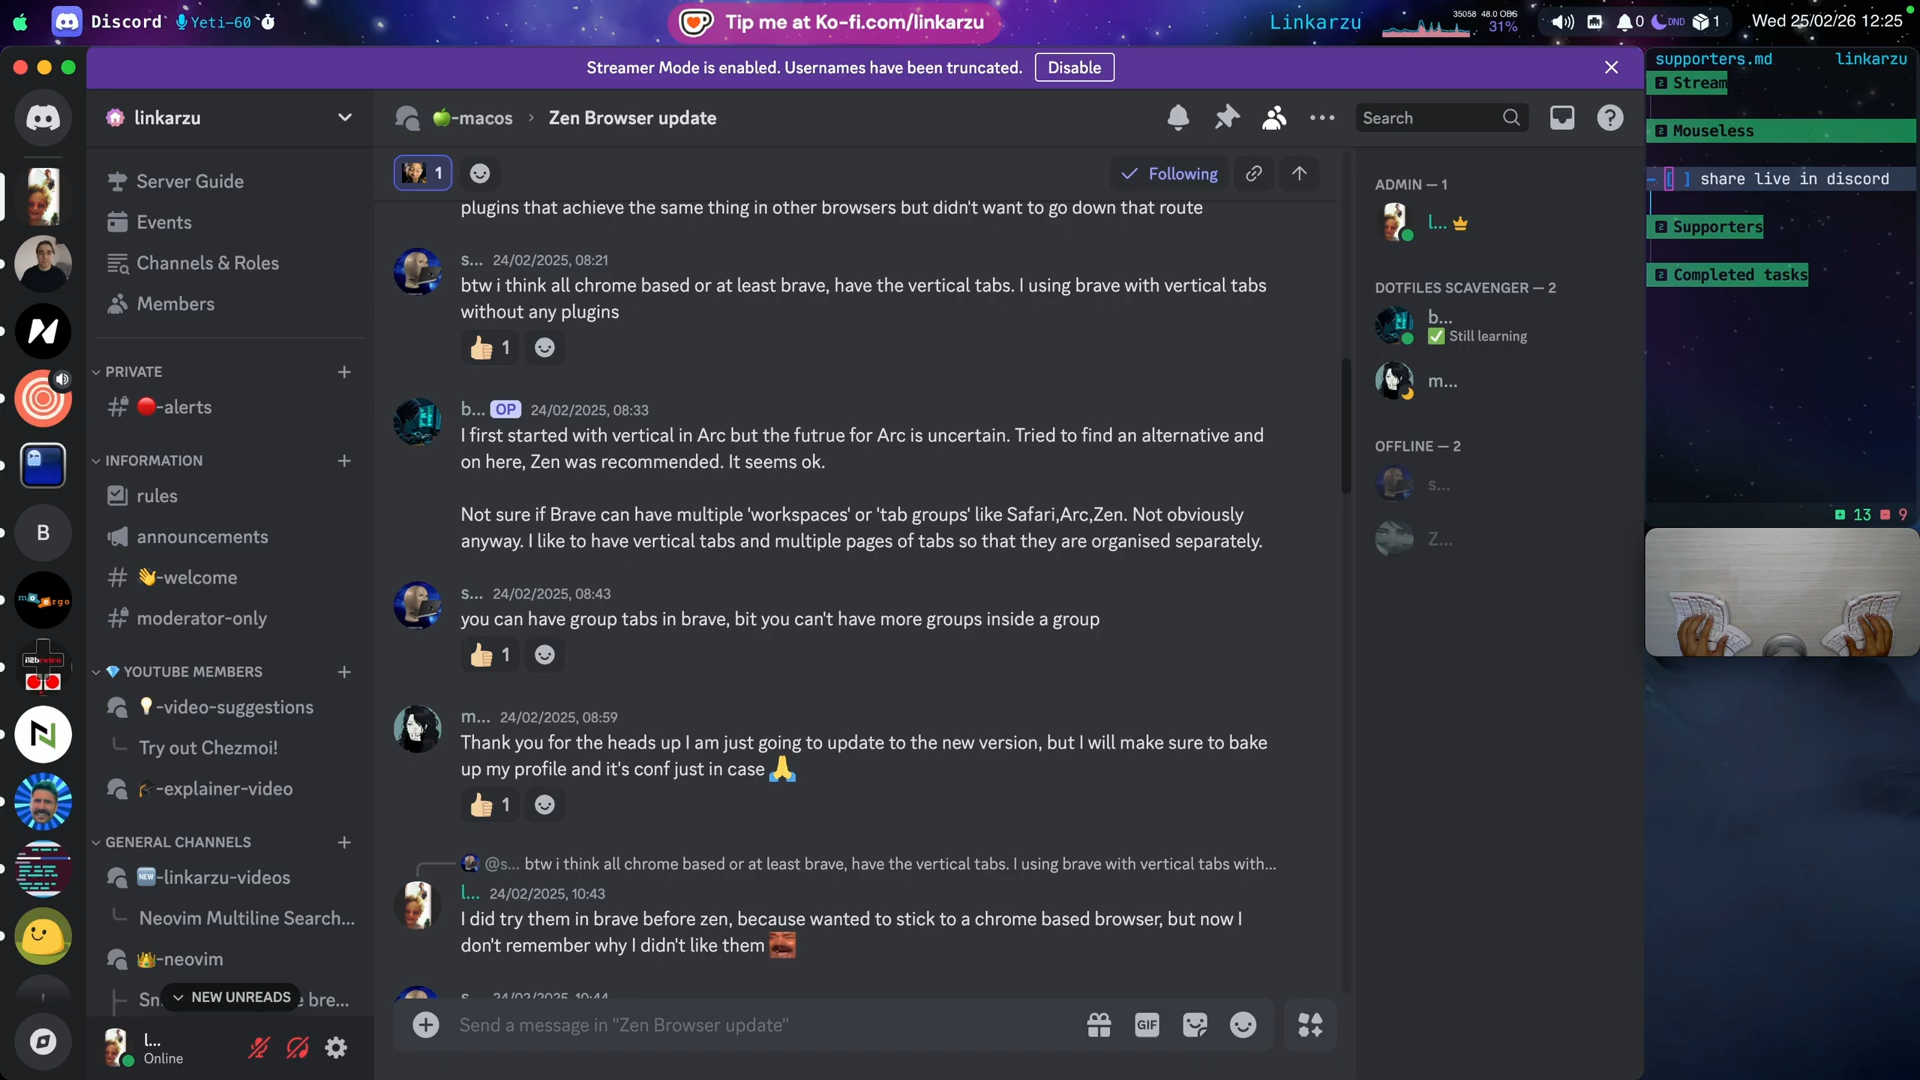 Discord
Yeti-60
Tip me at Ko-fi.com/linkarzu
Linkarzu
35058 48.0 OBS
31%
0
DND
1
Wed 25/02/26 12:25
Streamer Mode is enabled. Usernames have been truncated.
Disable
linkarzu
Server Guide
Events
Channels & Roles
Members
PRIVATE
🔴-alerts
INFORMATION
rules
announcements
👋-welcome
moderator-only
💎 YOUTUBE MEMBERS
💡-video-suggestions
Try out Chezmoi!
🎓-explainer-video
GENERAL CHANNELS
🆕-linkarzu-videos
Neovim Multiline Search...
👑-neovim
Sn
NEW UNREADS
e bre...
l...
Online
B
🍏-macos › Zen Browser update
Search
1
Following
plugins that achieve the same thing in other browsers but didn't want to go down that route
s... 24/02/2025, 08:21
btw i think all chrome based or at least brave, have the vertical tabs. I using brave with vertical tabs
without any plugins
👍 1
b... OP 24/02/2025, 08:33
I first started with vertical in Arc but the futrue for Arc is uncertain. Tried to find an alternative and
on here, Zen was recommended. It seems ok.
Not sure if Brave can have multiple 'workspaces' or 'tab groups' like Safari,Arc,Zen. Not obviously
anyway. I like to have vertical tabs and multiple pages of tabs so that they are organised separately.
s... 24/02/2025, 08:43
you can have group tabs in brave, bit you can't have more groups inside a group
👍 1
m... 24/02/2025, 08:59
Thank you for the heads up I am just going to update to the new version, but I will make sure to bake
up my profile and it's conf just in case 🙏
👍 1
@s... btw i think all chrome based or at least brave, have the vertical tabs. I using brave with vertical tabs with...
l... 24/02/2025, 10:43
I did try them in brave before zen, because wanted to stick to a chrome based browser, but now I
don't remember why I didn't like them
s... 24/02/2025, 10:44
Send a message in "Zen Browser update"
GIF
ADMIN — 1
l...
DOTFILES SCAVENGER — 2
b...
✅ Still learning
m...
OFFLINE — 2
s...
Z...
supporters.md linkarzu
2 Stream
2 Mouseless
- [ ] share live in discord
2 Supporters
2 Completed tasks
13 9